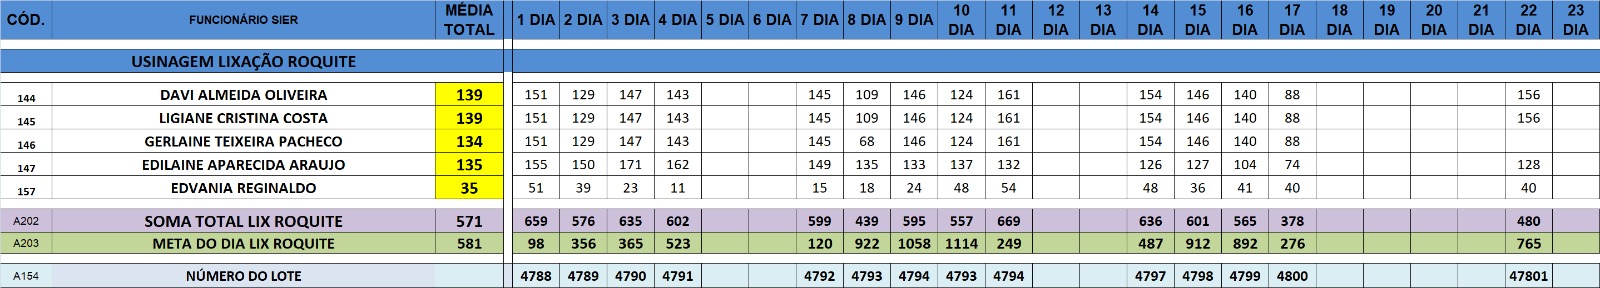 CÓD. FUNCIONÁRIO SIER MÉDIA TOTAL 1 DIA 2 DIA 3 DIA 4 DIA 5 DIA 6 DIA 7 DIA 8 DIA 9 DIA 10 DIA 11 DIA 12 DIA 13 DIA 14 DIA 15 DIA 16 DIA 17 DIA 18 DIA 19 DIA 20 DIA 21 DIA 22 DIA 23 DIA
USINAGEM LIXAÇÃO ROQUITE
144 DAVI ALMEIDA OLIVEIRA 139 151 129 147 143 145 109 146 124 161 154 146 140 88 156
145 LIGIANE CRISTINA COSTA 139 151 129 147 143 145 109 146 124 161 154 146 140 88 156
146 GERLAINE TEIXEIRA PACHECO 134 151 129 147 143 145 68 146 124 161 154 146 140 88
147 EDILAINE APARECIDA ARAUJO 135 155 150 171 162 149 135 133 137 132 126 127 104 74 128
157 EDVANIA REGINALDO 35 51 39 23 11 15 18 24 48 54 48 36 41 40 40
A202 SOMA TOTAL LIX ROQUITE 571 659 576 635 602 599 439 595 557 669 636 601 565 378 480
A203 META DO DIA LIX ROQUITE 581 98 356 365 523 120 922 1058 1114 249 487 912 892 276 765
A154 NÚMERO DO LOTE 4788 4789 4790 4791 4792 4793 4794 4793 4794 4797 4798 4799 4800 47801